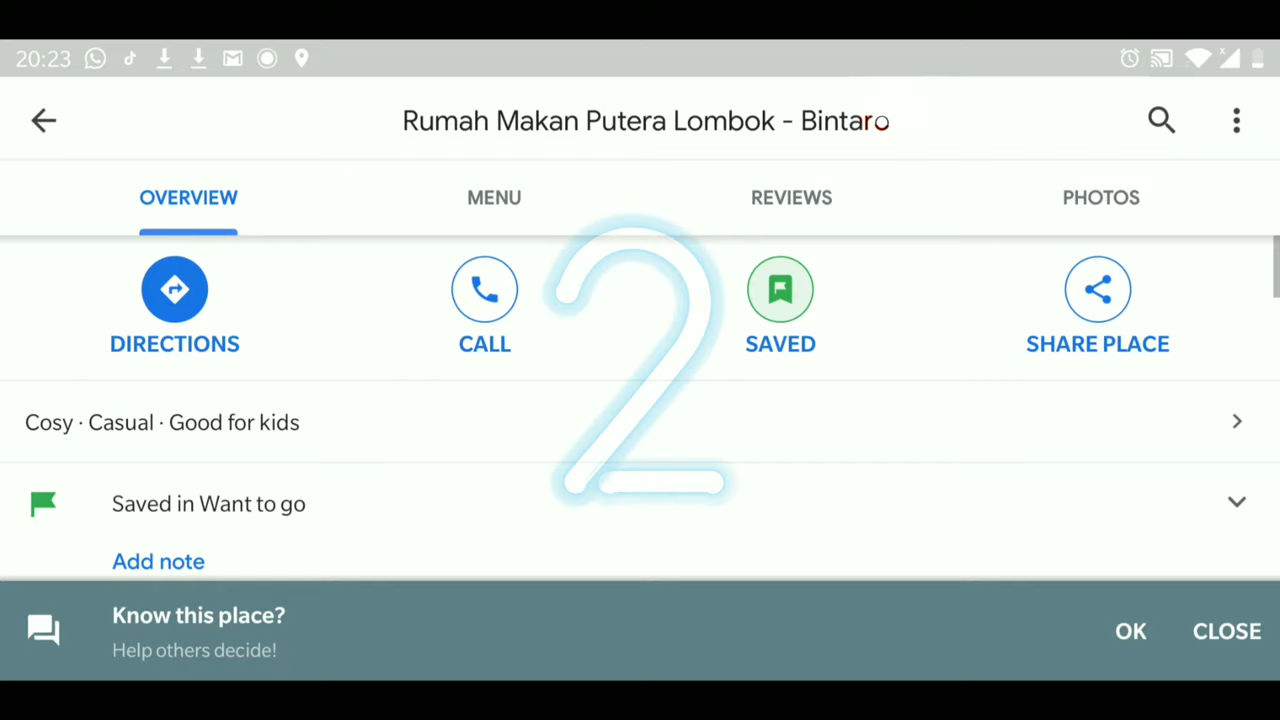 20:23
Rumah Makan Putera Lombok - Bintaro
OVERVIEW MENU REVIEWS PHOTOS
DIRECTIONS CALL SAVED SHARE PLACE
2
Cosy · Casual · Good for kids
Saved in Want to go
Add note
Know this place?
Help others decide!
OK CLOSE